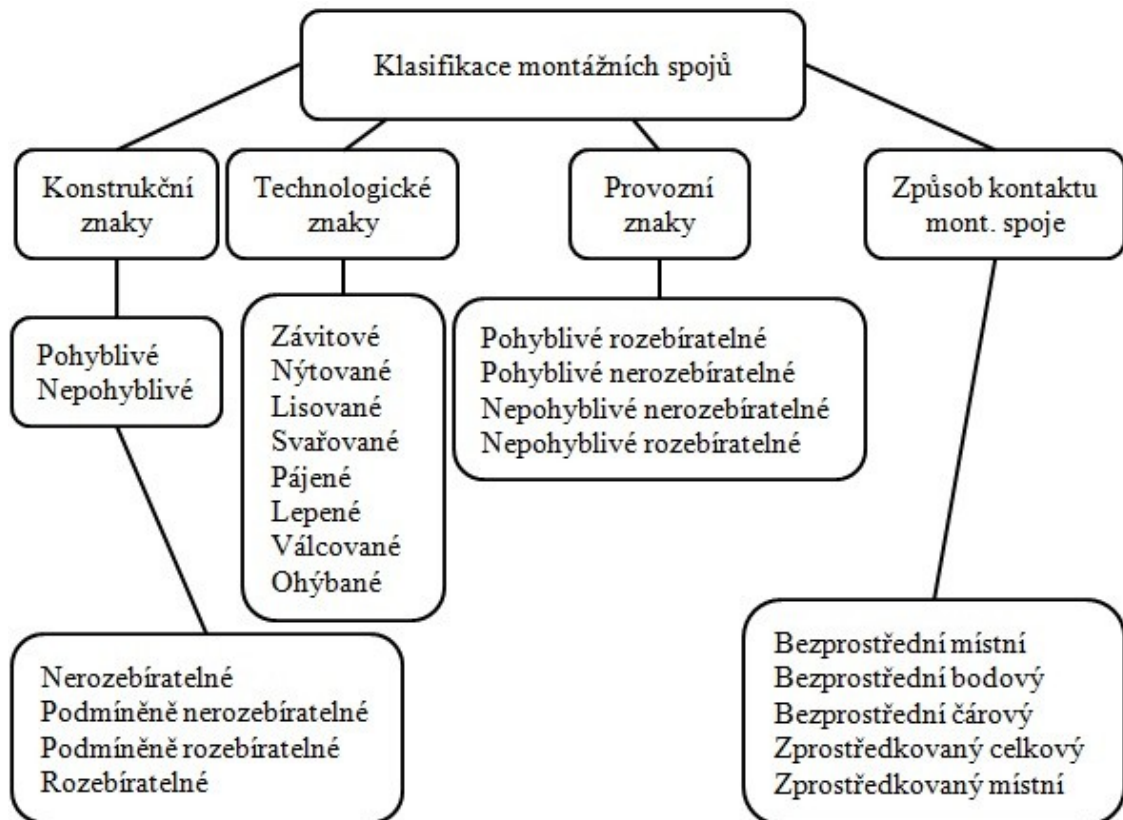 Klasifikace montážních spojů
Konstrukční
znaky
Technologické
znaky
Provozní
znaky
Způsob kontaktu
mont. spoje
Pohyblivé
Nepohyblivé
Závitové
Nýtované
Lisované
Svařované
Pájené
Lepené
Válcované
Ohýbané
Pohyblivé rozebíratelné
Pohyblivé nerozebíratelné
Nepohyblivé nerozebíratelné
Nepohyblivé rozebíratelné
Nerozebíratelné
Podmíněně nerozebíratelné
Podmíněně rozebíratelné
Rozebíratelné
Bezprostřední místní
Bezprostřední bodový
Bezprostřední čárový
Zprostředkovaný celkový
Zprostředkovaný místní